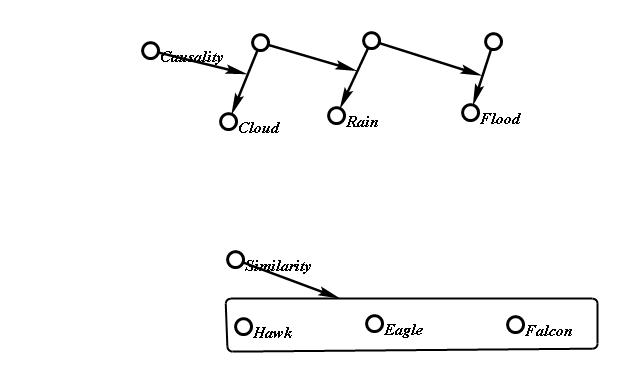 Causality
Cloud
Rain
Flood
Similarity
Hawk
Eagle
Falcon